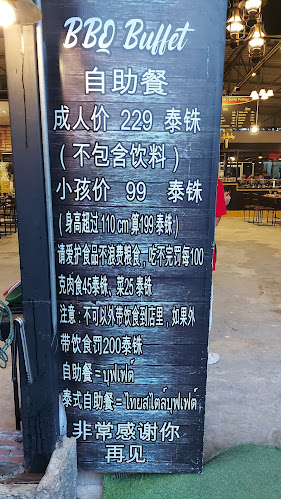 BBQ Buffet
自助餐
成人价 229 泰铢
(不包含饮料)
小孩价 99 泰铢
(身高超过 110 cm 算199 泰铢)
请爱护食品不浪费粮食，吃不完罚每100
克肉食45泰铢、菜25 泰铢
注意：不可以外带饮食到店里，如果外
带饮食罚200泰铢
自助餐 = บุฟเฟต์
泰式自助餐 = ไทยสไตล์บุฟเฟ่ต์
非常感谢你
再见